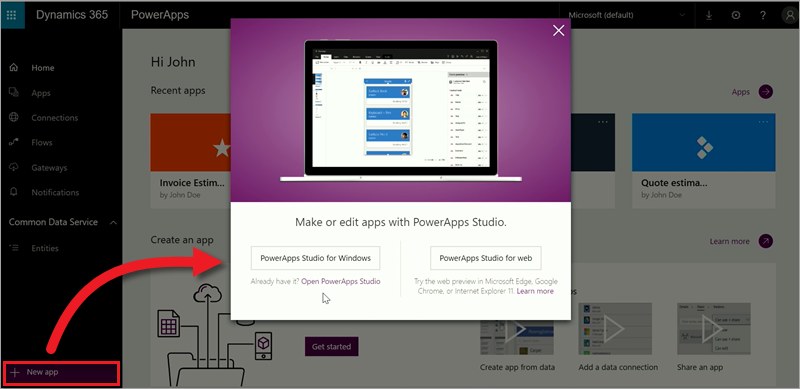 Dynamics 365 PowerApps Microsoft (default)
Hi John
Home
Recent apps
Apps
Apps
Connections
Flows
Gateways
Notifications
Invoice Estim...
by John Doe
Quote estima...
by John Doe
Common Data Service
Entities
Make or edit apps with PowerApps Studio.
PowerApps Studio for Windows
PowerApps Studio for web
Already have it? Open PowerApps Studio
Try the web preview in Microsoft Edge, Google
Chrome, or Internet Explorer 11. Learn more
Create an app
Learn more
Get started
Create app from data
Add a data connection
Share an app
New app